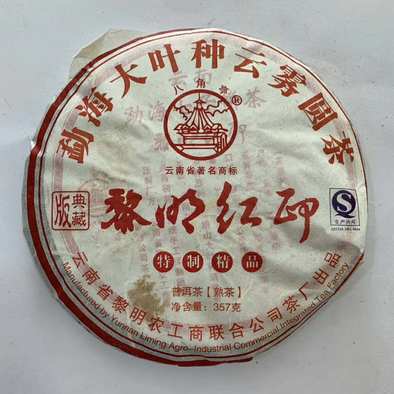 勐海大叶种云雾圆茶
八角亭®
云南省著名商标
典藏版
黎明红印
特制精品
普洱茶【熟茶】
净含量：357克
云南省黎明农工商联合公司茶厂出品
Manufactured by Yunnan Liming Agro-Industrial Commercial Integrated Tea Factory